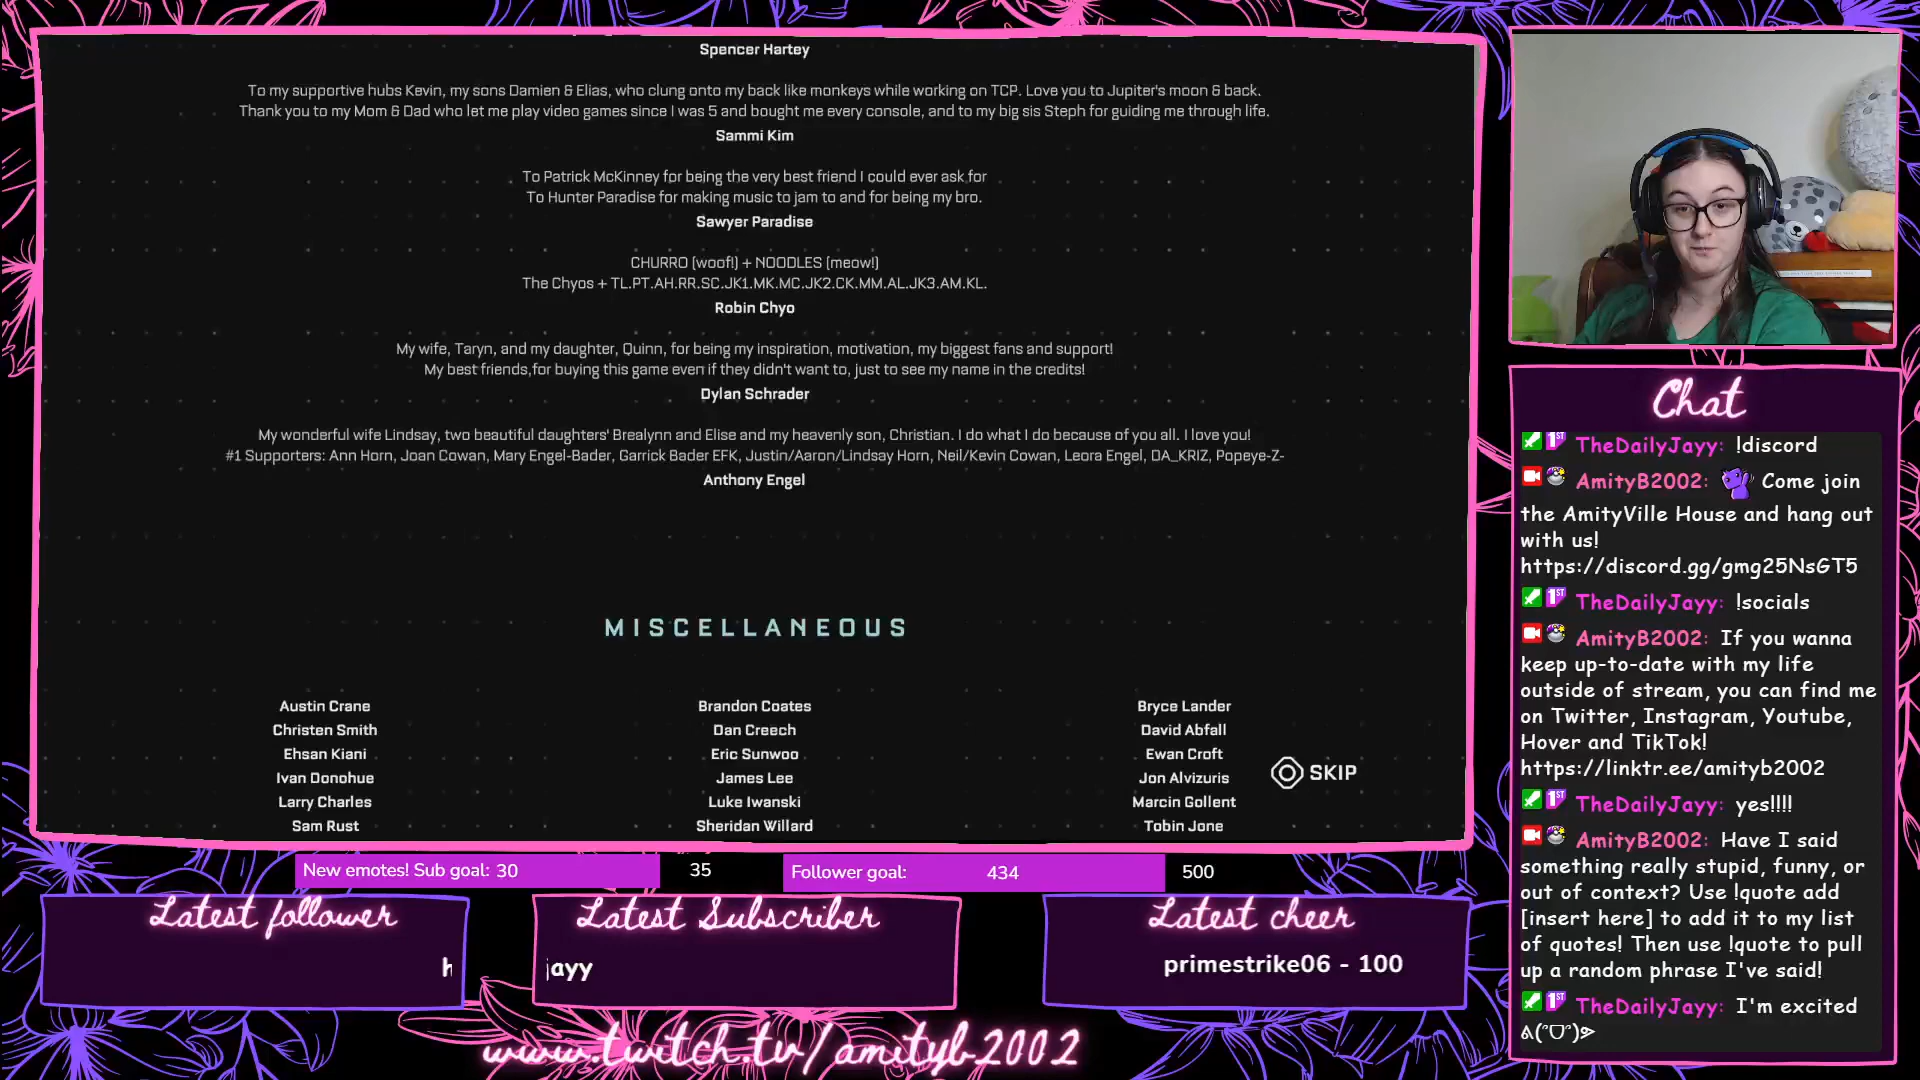 Spencer Hartey
To my supportive hubs Kevin, my sons Damien & Elias, who clung onto my back like monkeys while working on TCP. Love you to Jupiter's moon & back.
Thank you to my Mom & Dad who let me play video games since I was 5 and bought me every console, and to my big sis Steph for guiding me through life.
Sammi Kim
To Patrick McKinney for being the very best friend I could ever ask for
To Hunter Paradise for making music to jam to and for being my bro.
Sawyer Paradise
CHURRO (woof!) + NOODLES (meow!)
The Chyos + TL.PT.AH.RR.SC.JK1.MK.MC.JK2.CK.MM.AL.JK3.AM.KL.
Robin Chyo
My wife, Taryn, and my daughter, Quinn, for being my inspiration, motivation, my biggest fans and support!
My best friends,for buying this game even if they didn't want to, just to see my name in the credits!
Dylan Schrader
My wonderful wife Lindsay, two beautiful daughters' Brealynn and Elise and my heavenly son, Christian. I do what I do because of you all. I love you!
#1 Supporters: Ann Horn, Joan Cowan, Mary Engel-Bader, Garrick Bader EFK, Justin/Aaron/Lindsay Horn, Neil/Kevin Cowan, Leora Engel, DA_KRIZ, Popeye-Z-
Anthony Engel
MISCELLANEOUS
Austin Crane Brandon Coates Bryce Lander
Christen Smith Dan Creech David Abfall
Ehsan Kiani Eric Sunwoo Ewan Croft
Ivan Donohue James Lee Jon Alvizuris
Larry Charles Luke Iwanski Marcin Gollent
Sam Rust Sheridan Willard Tobin Jone
SKIP
Chat
TheDailyJayy: !discord
AmityB2002: Come join
the AmityVille House and hang out
with us!
https://discord.gg/gmg25NsGT5
TheDailyJayy: !socials
AmityB2002: If you wanna
keep up-to-date with my life
outside of stream, you can find me
on Twitter, Instagram, Youtube,
Hover and TikTok!
https://linktr.ee/amityb2002
TheDailyJayy: yes!!!!
AmityB2002: Have I said
something really stupid, funny, or
out of context? Use !quote add
[insert here] to add it to my list
of quotes! Then use !quote to pull
up a random phrase I've said!
TheDailyJayy: I'm excited
New emotes! Sub goal: 30 35
Follower goal: 434 500
Latest follower
h
Latest Subscriber
jayy
Latest cheer
primestrike06 - 100
www.twitch.tv/amityb2002